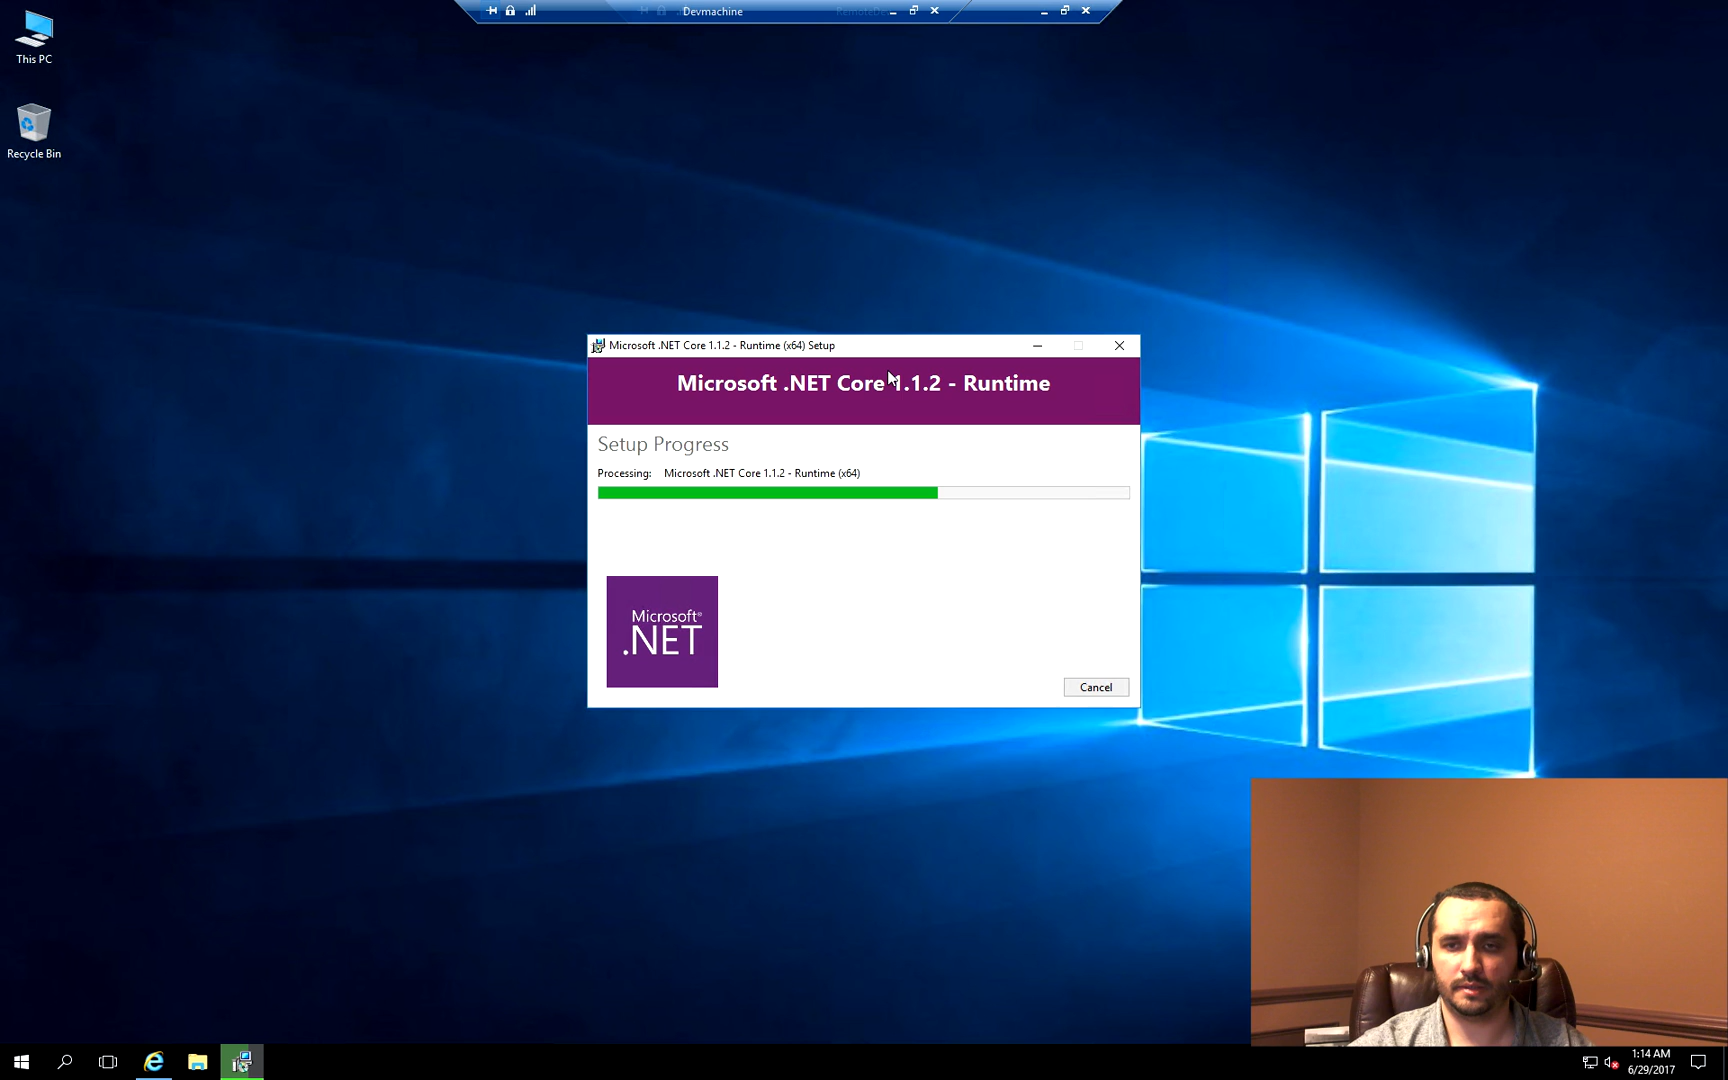 Devmachine
This PC
Recycle Bin
Microsoft .NET Core 1.1.2 - Runtime (x64) Setup
Microsoft .NET Core 1.1.2 - Runtime
Setup Progress
Processing: Microsoft .NET Core 1.1.2 - Runtime (x64)
Microsoft®
.NET
Cancel
1:14 AM
6/29/2017